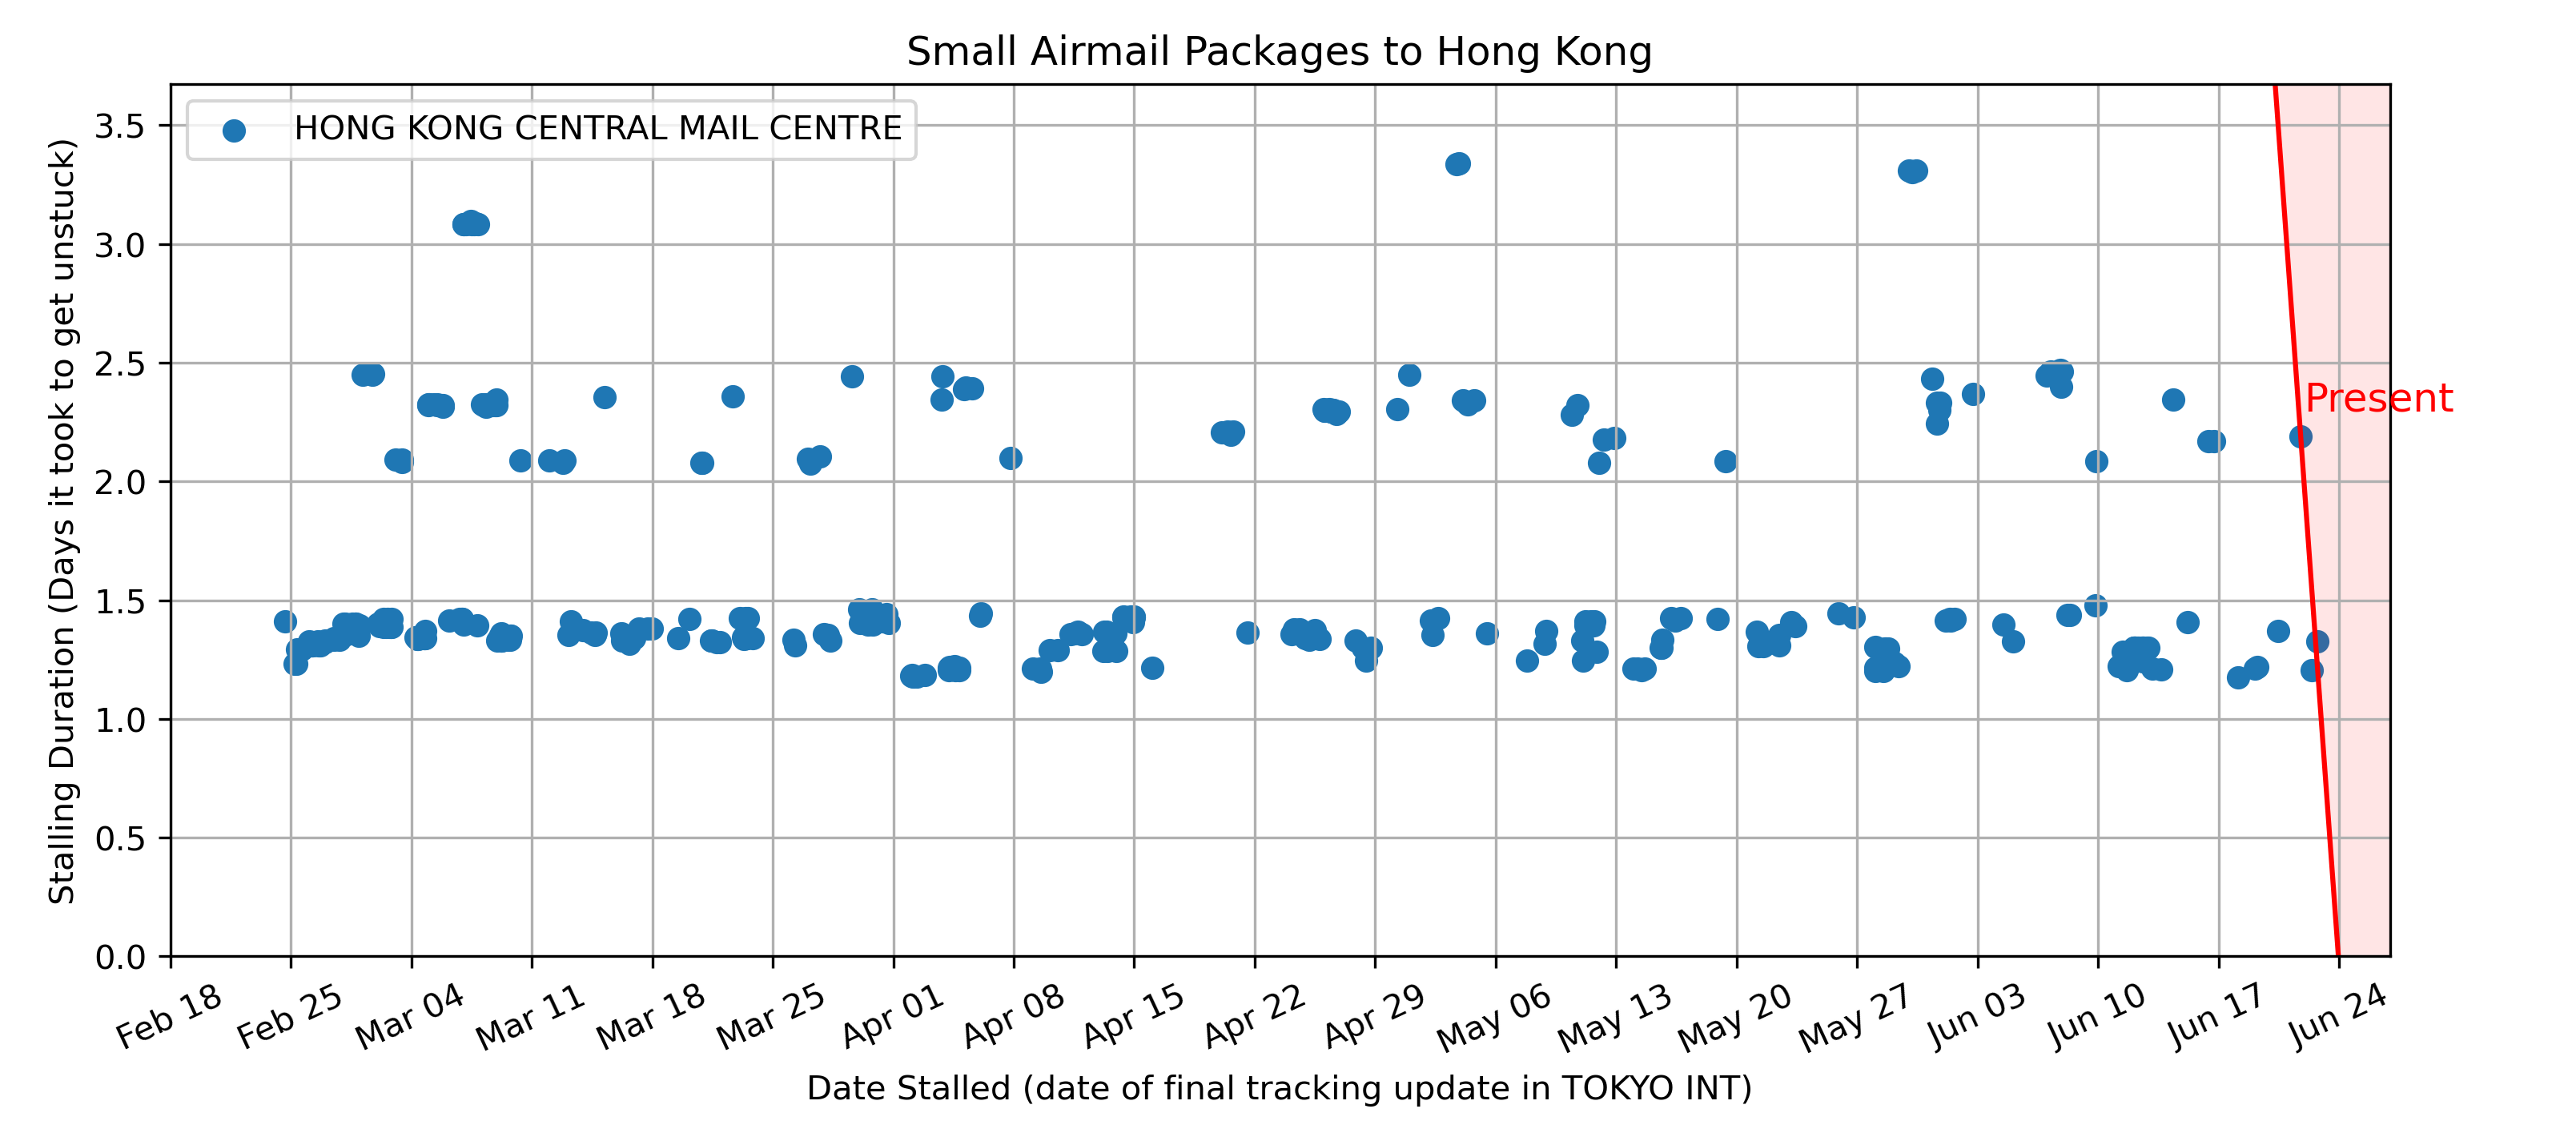 Small Airmail Packages to Hong Kong
HONG KONG CENTRAL MAIL CENTRE
Stalling Duration (Days it took to get unstuck)
3.5
3.0
2.5
2.0
1.5
1.0
0.5
0.0
Present
Feb 18 Feb 25 Mar 04 Mar 11 Mar 18 Mar 25 Apr 01 Apr 08 Apr 15 Apr 22 Apr 29 May 06 May 13 May 20 May 27 Jun 03 Jun 10 Jun 17 Jun 24
Date Stalled (date of final tracking update in TOKYO INT)